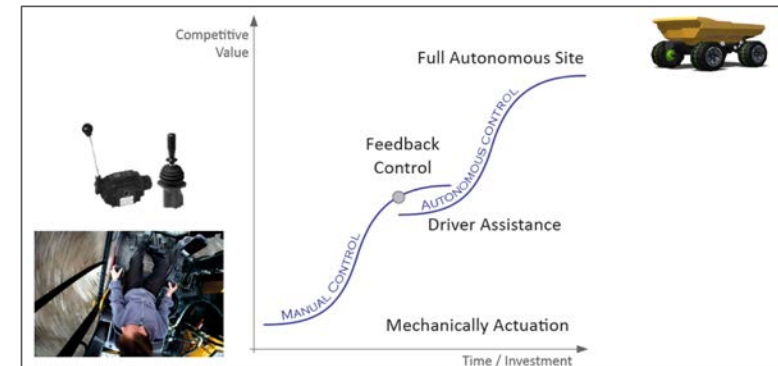 Competitive
Value
Full Autonomous Site
Feedback
Control
AUTONOMOUS CONTROL
Driver Assistance
MANUAL CONTROL
Mechanically Actuation
Time / Investment